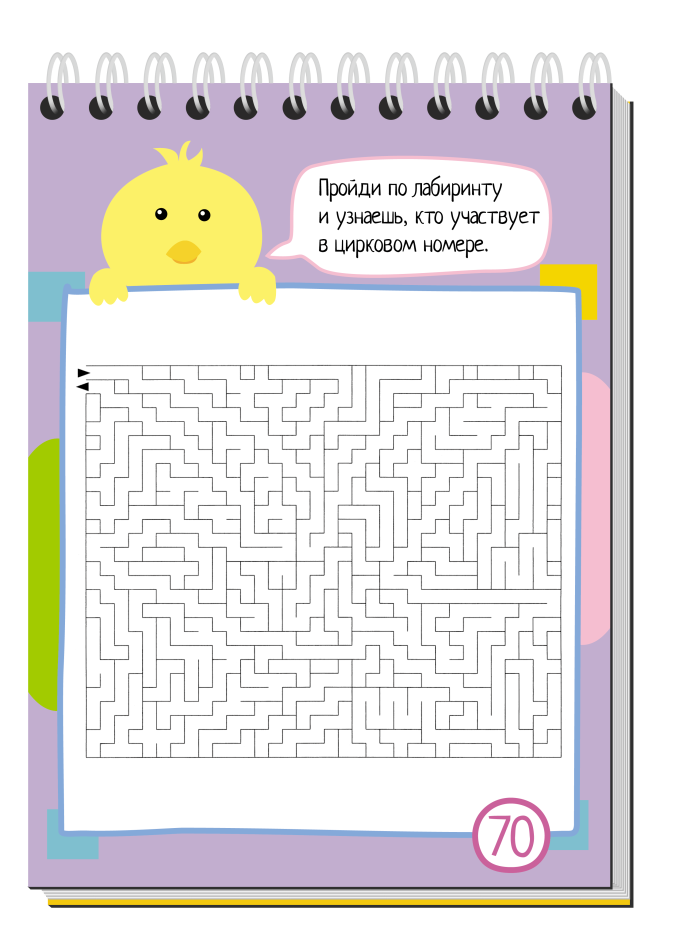 Пройди по лабиринту
и узнаешь, кто участвует
в цирковом номере.
70